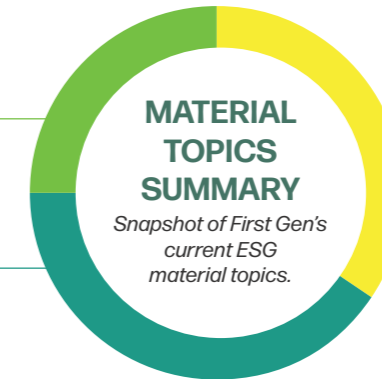 MATERIAL
TOPICS
SUMMARY
Snapshot of First Gen's
current ESG
material topics.